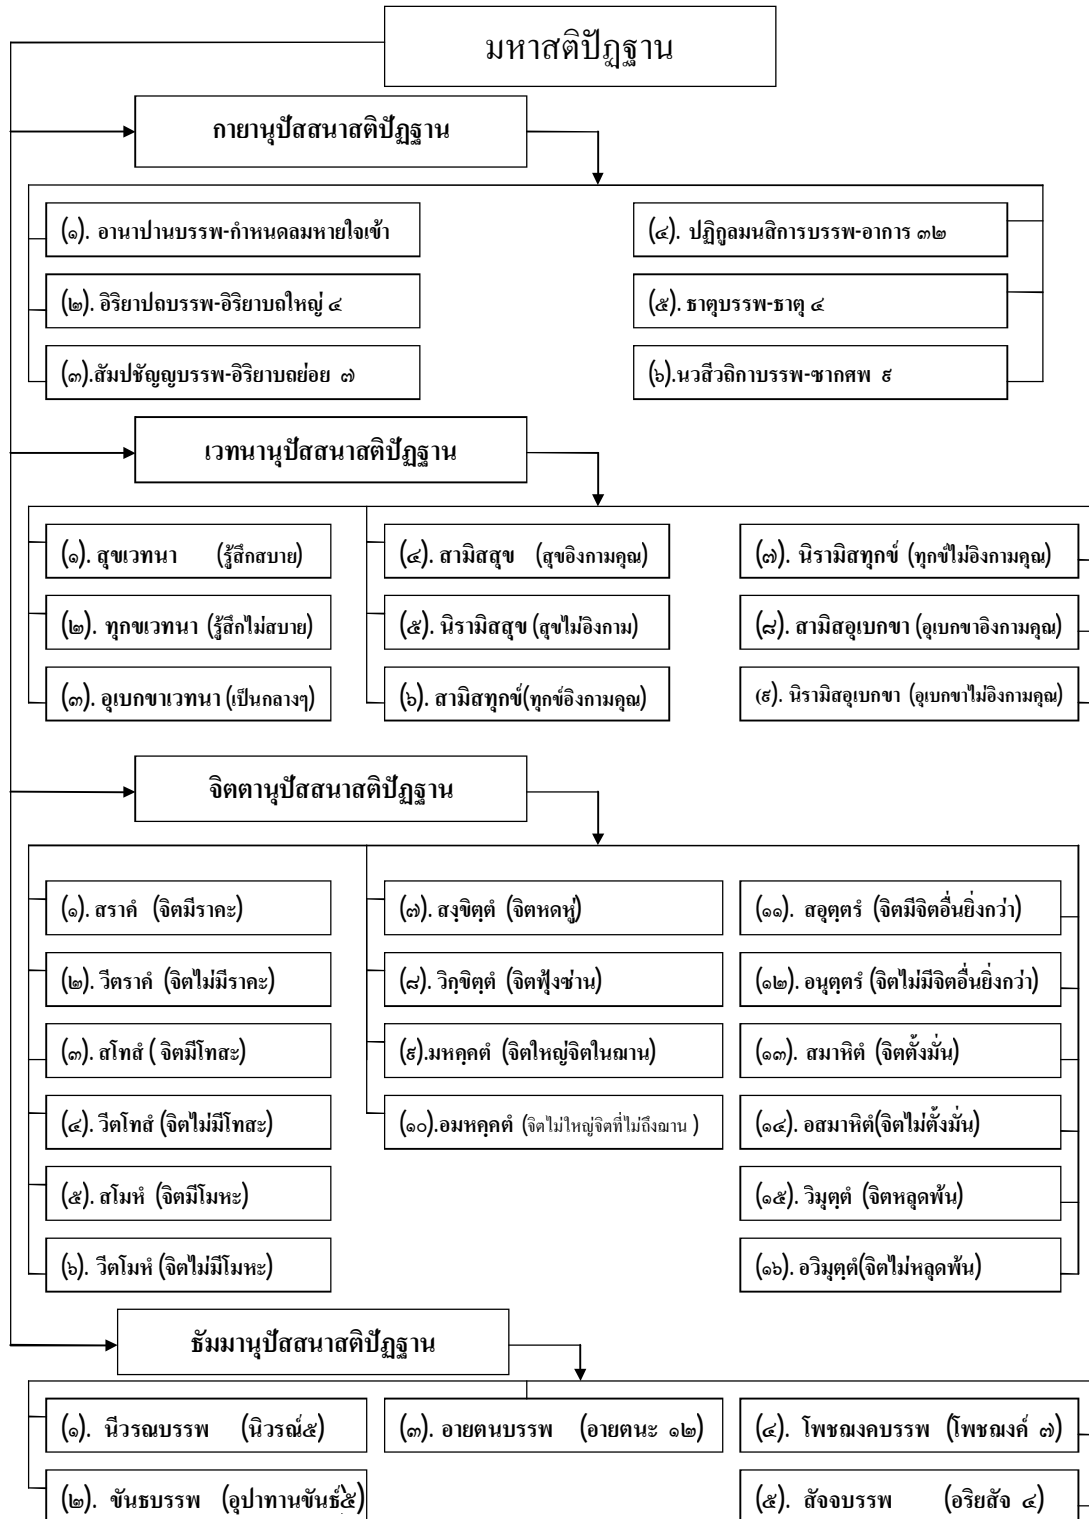 มหาสติปัฏฐาน
กายานุปัสสนาสติปัฏฐาน
(๑). อานาปานบรรพ-กำหนดลมหายใจเข้า
(๒). อิริยาปถบรรพ-อิริยาบถใหญ่ ๔
(๓).สัมปชัญญบรรพ-อิริยาบถย่อย ๗
(๔). ปฏิกูลมนสิการบรรพ-อาการ ๓๒
(๕). ธาตุบรรพ-ธาตุ ๔
(๖).นวสีวถิกาบรรพ-ซากศพ ๙
เวทนานุปัสสนาสติปัฏฐาน
(๑). สุขเวทนา (รู้สึกสบาย)
(๒). ทุกขเวทนา (รู้สึกไม่สบาย)
(๓). อุเบกขาเวทนา (เป็นกลางๆ)
(๔). สามิสสุข (สุขอิงกามคุณ)
(๕). นิรามิสสุข (สุขไม่อิงกาม)
(๖). สามิสทุกข์(ทุกข์อิงกามคุณ)
(๗). นิรามิสทุกข์ (ทุกข์ไม่อิงกามคุณ)
(๘). สามิสอุเบกขา (อุเบกขาอิงกามคุณ)
(๙). นิรามิสอุเบกขา (อุเบกขาไม่อิงกามคุณ)
จิตตานุปัสสนาสติปัฏฐาน
(๑). สราคํ (จิตมีราคะ)
(๒). วีตราคํ (จิตไม่มีราคะ)
(๓). สโทสํ ( จิตมีโทสะ)
(๔). วีตโทสํ (จิตไม่มีโทสะ)
(๕). สโมหํ (จิตมีโมหะ)
(๖). วีตโมหํ (จิตไม่มีโมหะ)
(๗). สงฺขิตฺตํ (จิตหดหู่)
(๘). วิกฺขิตฺตํ (จิตฟุ้งซ่าน)
(๙).มหคฺคตํ (จิตใหญ่จิตในฌาน)
(๑๐).อมหคฺคตํ (จิตไม่ใหญ่จิตที่ไม่ถึงฌาน )
(๑๑). สอุตฺตรํ (จิตมีจิตอื่นยิ่งกว่า)
(๑๒). อนุตฺตรํ (จิตไม่มีจิตอื่นยิ่งกว่า)
(๑๓). สมาหิตํ (จิตตั้งมั่น)
(๑๔). อสมาหิตํ(จิตไม่ตั้งมั่น)
(๑๕). วิมุตฺตํ (จิตหลุดพ้น)
(๑๖). อวิมุตฺตํ(จิตไม่หลุดพ้น)
ธัมมานุปัสสนาสติปัฏฐาน
(๑). นีวรณบรรพ (นิวรณ์๕)
(๒). ขันธบรรพ (อุปาทานขันธ์๕)
(๓). อายตนบรรพ (อายตนะ ๑๒)
(๔). โพชฌงคบรรพ (โพชฌงค์ ๗)
(๕). สัจจบรรพ (อริยสัจ ๔)